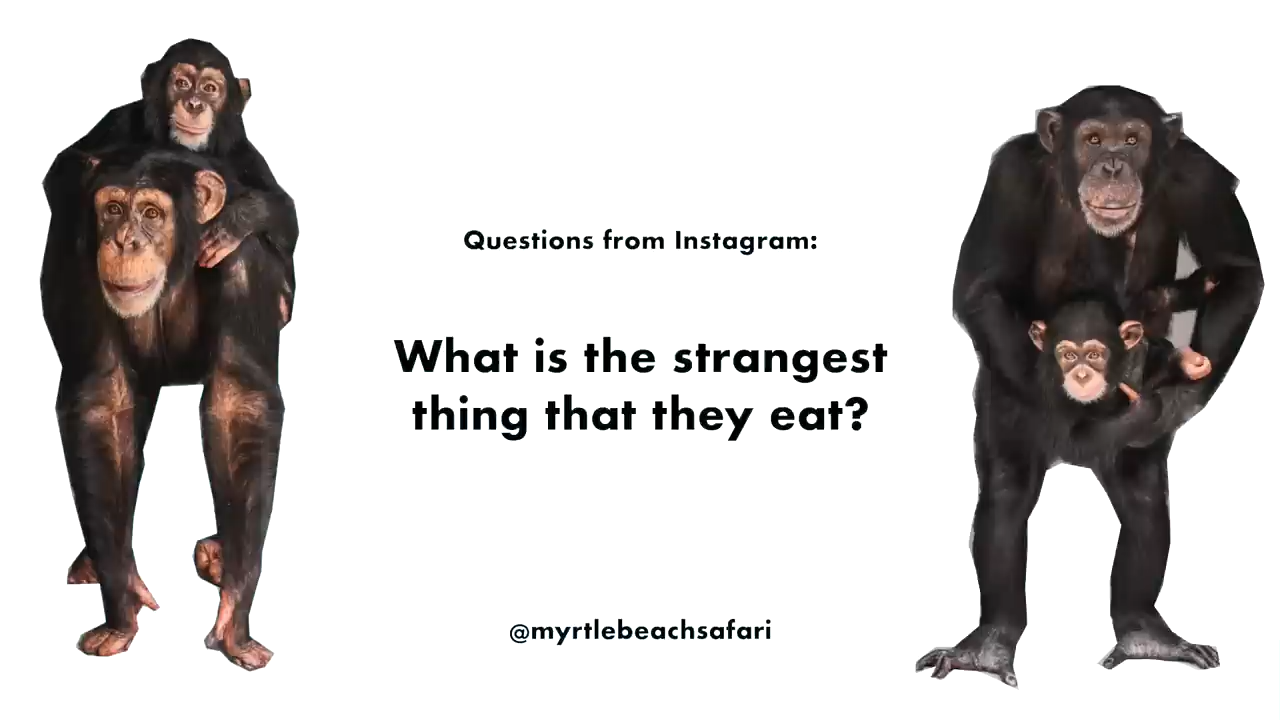 Questions from Instagram:
What is the strangest
thing that they eat?
@myrtlebeachsafari